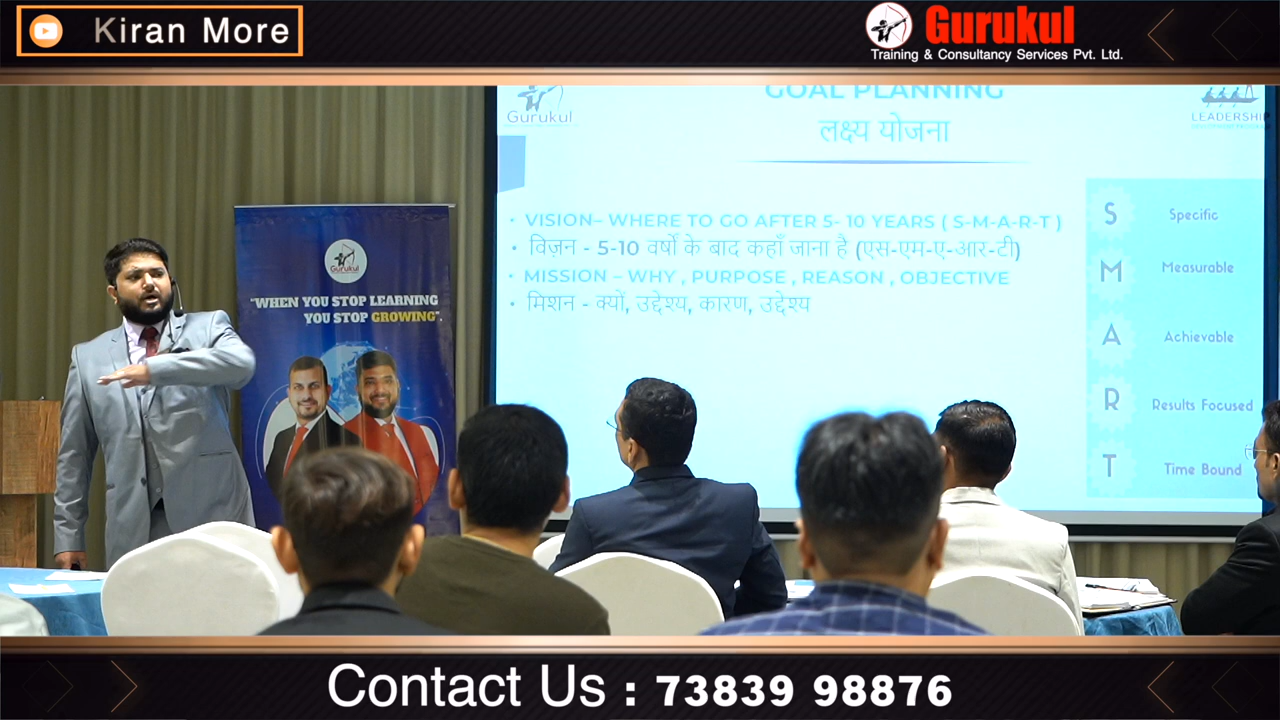 Kiran More
Gurukul
Training & Consultancy Services Pvt. Ltd.
GOAL PLANNING
लक्ष्य योजना
Gurukul
LEADERSHIP
• VISION– WHERE TO GO AFTER 5- 10 YEARS ( S-M-A-R-T )
• विज़न - 5-10 वर्षों के बाद कहाँ जाना है (एस-एम-ए-आर-टी)
• MISSION – WHY , PURPOSE , REASON , OBJECTIVE
• मिशन - क्यों, उद्देश्य, कारण, उद्देश्य
S Specific
M Measurable
A Achievable
R Results Focused
T Time Bound
Gurukul
"WHEN YOU STOP LEARNING
YOU STOP GROWING".
Contact Us : 73839 98876